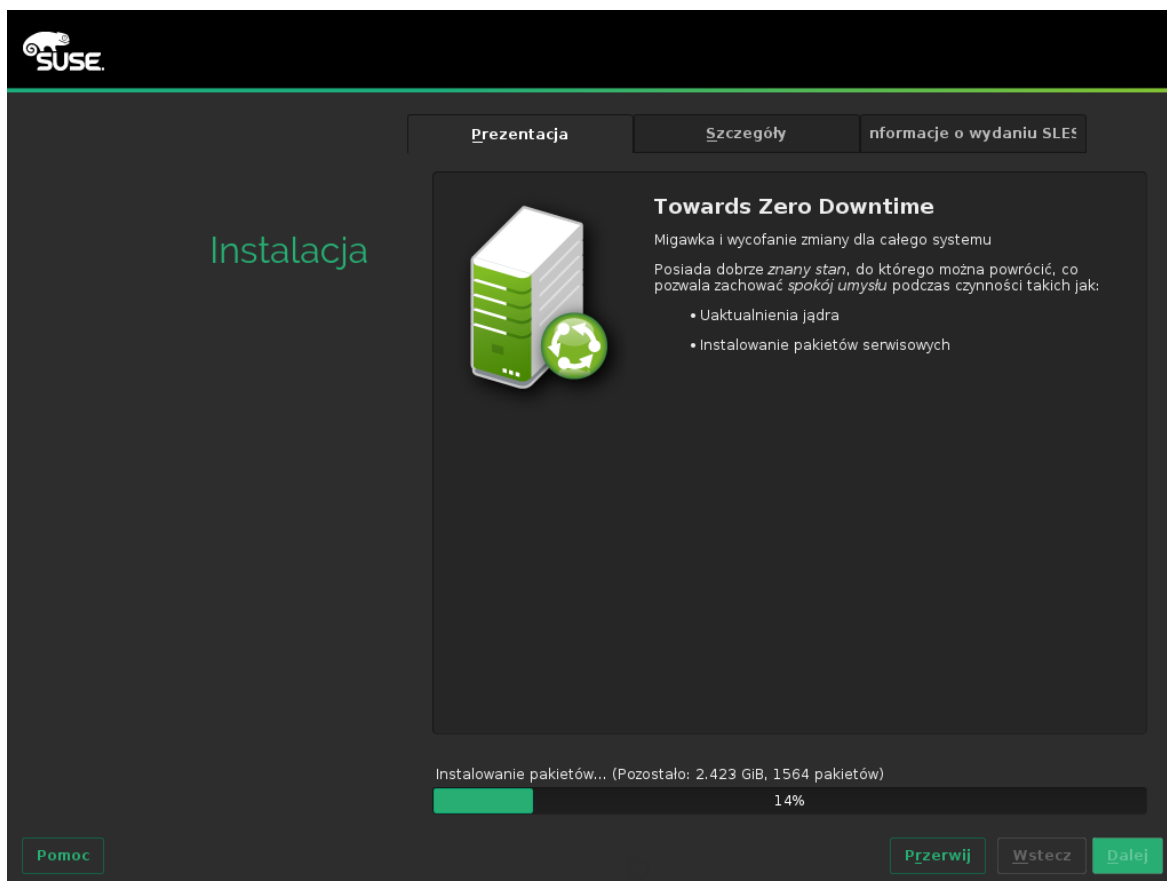 SUSE.
Prezentacja
Szczegóły
nformacje o wydaniu SLES
Instalacja
Towards Zero Downtime
Migawka i wycofanie zmiany dla całego systemu
Posiada dobrze znany stan, do którego można powrócić, co
pozwala zachować spokój umysłu podczas czynności takich jak:
• Uaktualnienia jądra
• Instalowanie pakietów serwisowych
Instalowanie pakietów... (Pozostało: 2.423 GiB, 1564 pakietów)
14%
Pomoc
Przerwij
Wstecz
Dalej